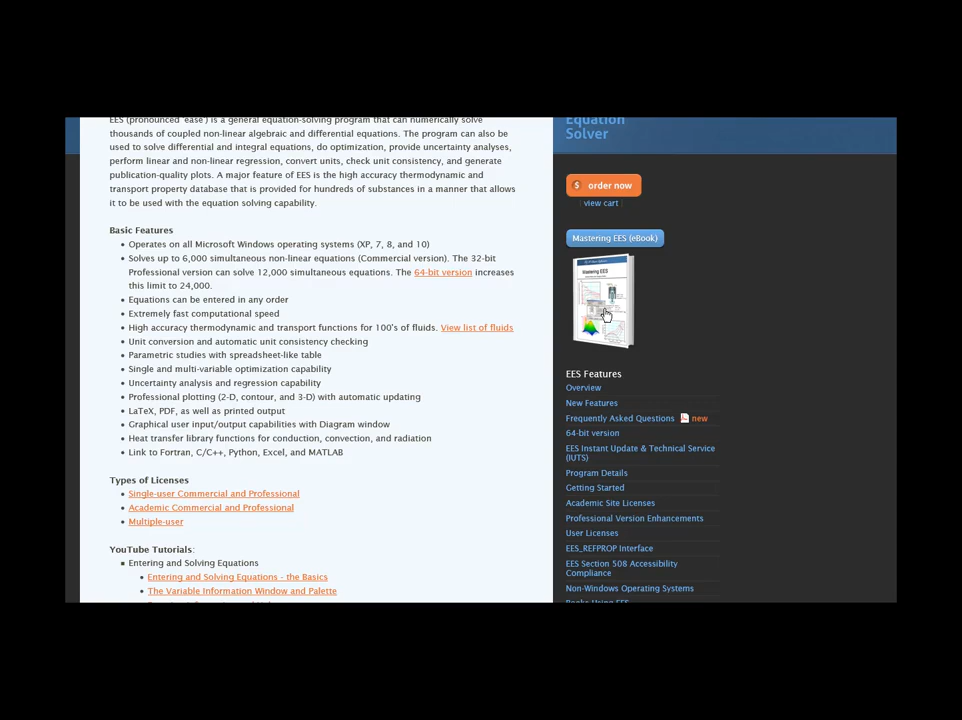 EES (pronounced 'ease') is a general equation-solving program that can numerically solve
thousands of coupled non-linear algebraic and differential equations. The program can also be
used to solve differential and integral equations, do optimization, provide uncertainty analyses,
perform linear and non-linear regression, convert units, check unit consistency, and generate
publication-quality plots. A major feature of EES is the high accuracy thermodynamic and
transport property database that is provided for hundreds of substances in a manner that allows
it to be used with the equation solving capability.
Basic Features
• Operates on all Microsoft Windows operating systems (XP, 7, 8, and 10)
• Solves up to 6,000 simultaneous non-linear equations (Commercial version). The 32-bit
Professional version can solve 12,000 simultaneous equations. The 64-bit version increases
this limit to 24,000.
• Equations can be entered in any order
• Extremely fast computational speed
• High accuracy thermodynamic and transport functions for 100's of fluids. View list of fluids
• Unit conversion and automatic unit consistency checking
• Parametric studies with spreadsheet-like table
• Single and multi-variable optimization capability
• Uncertainty analysis and regression capability
• Professional plotting (2-D, contour, and 3-D) with automatic updating
• LaTeX, PDF, as well as printed output
• Graphical user input/output capabilities with Diagram window
• Heat transfer library functions for conduction, convection, and radiation
• Link to Fortran, C/C++, Python, Excel, and MATLAB
Types of Licenses
• Single-user Commercial and Professional
• Academic Commercial and Professional
• Multiple-user
YouTube Tutorials:
▪ Entering and Solving Equations
• Entering and Solving Equations - the Basics
• The Variable Information Window and Palette
Equation
Solver
$ order now
| view cart |
Mastering EES (eBook)
Mastering EES
EES Features
Overview
New Features
Frequently Asked Questions new
64-bit version
EES Instant Update & Technical Service
(IUTS)
Program Details
Getting Started
Academic Site Licenses
Professional Version Enhancements
User Licenses
EES_REFPROP Interface
EES Section 508 Accessibility
Compliance
Non-Windows Operating Systems
Books Using EES